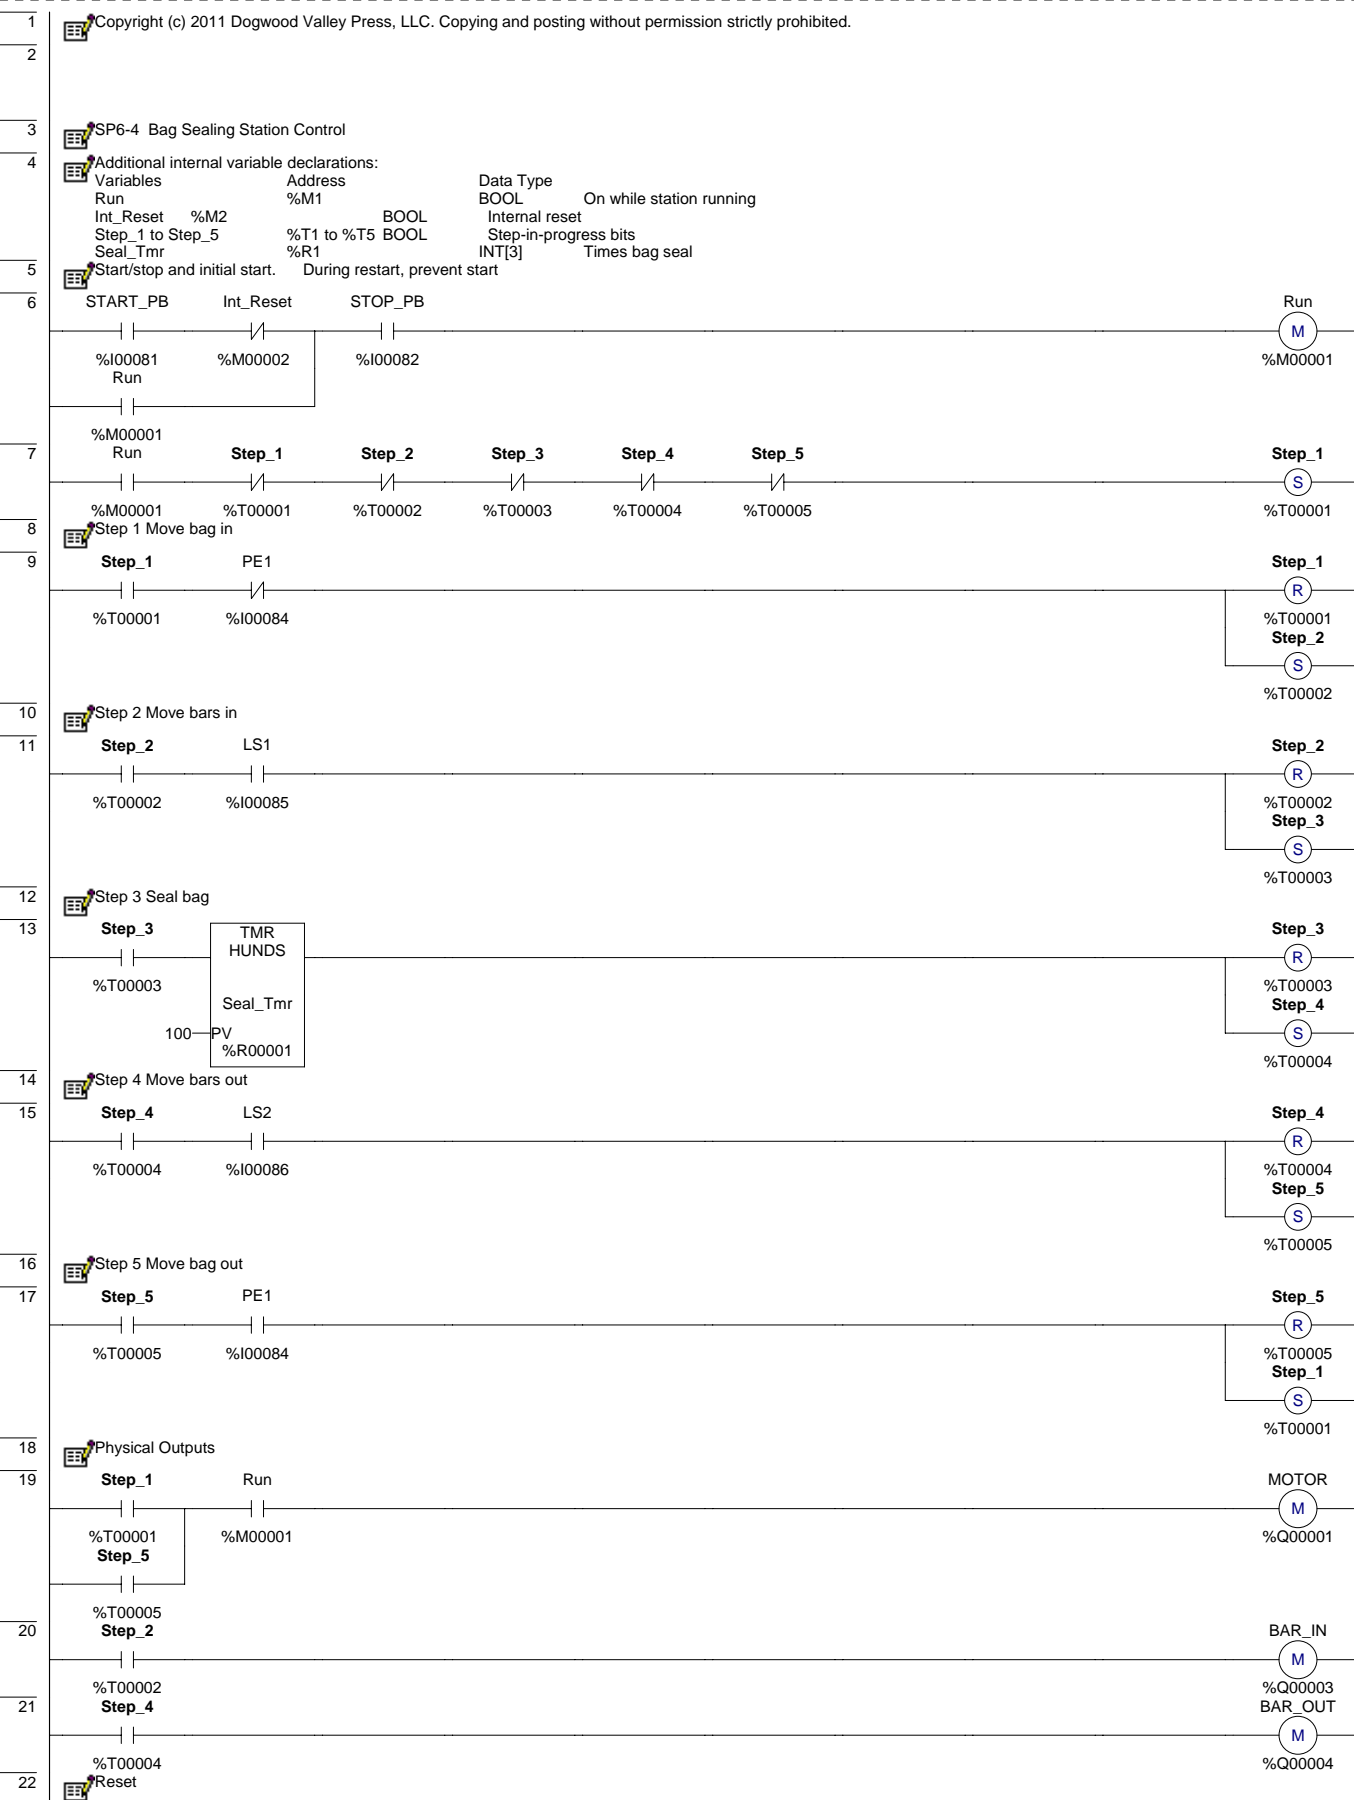 1 Copyright (c) 2011 Dogwood Valley Press, LLC. Copying and posting without permission strictly prohibited.
2
3 SP6-4 Bag Sealing Station Control
4 Additional internal variable declarations:
Variables Address Data Type
Run %M1 BOOL On while station running
Int_Reset %M2 BOOL Internal reset
Step_1 to Step_5 %T1 to %T5 BOOL Step-in-progress bits
Seal_Tmr %R1 INT[3] Times bag seal
5 Start/stop and initial start. During restart, prevent start
6 START_PB Int_Reset STOP_PB Run
M
%I00081 %M00002 %I00082 %M00001
Run
%M00001
7 Run Step_1 Step_2 Step_3 Step_4 Step_5 Step_1
S
%M00001 %T00001 %T00002 %T00003 %T00004 %T00005 %T00001
8 Step 1 Move bag in
9 Step_1 PE1 Step_1
R
%T00001 %I00084 %T00001
Step_2
S
%T00002
10 Step 2 Move bars in
11 Step_2 LS1 Step_2
R
%T00002 %I00085 %T00002
Step_3
S
%T00003
12 Step 3 Seal bag
13 Step_3 TMR Step_3
HUNDS
R
%T00003 %T00003
Seal_Tmr Step_4
100 PV S
%R00001 %T00004
14 Step 4 Move bars out
15 Step_4 LS2 Step_4
R
%T00004 %I00086 %T00004
Step_5
S
%T00005
16 Step 5 Move bag out
17 Step_5 PE1 Step_5
R
%T00005 %I00084 %T00005
Step_1
S
%T00001
18 Physical Outputs
19 Step_1 Run MOTOR
M
%T00001 %M00001 %Q00001
Step_5
%T00005
20 Step_2 BAR_IN
M
%T00002 %Q00003
21 Step_4 BAR_OUT
M
%T00004 %Q00004
22 Reset